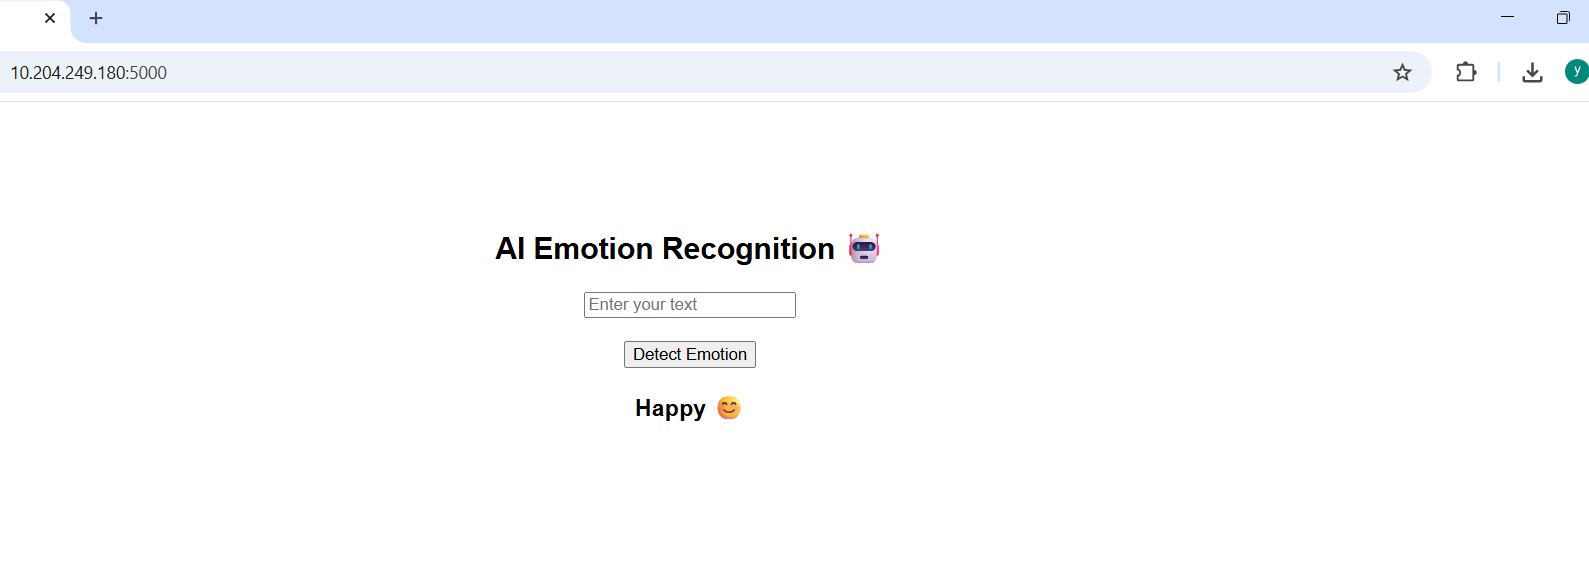 10.204.249.180:5000
y
AI Emotion Recognition 🤖
Enter your text
Detect Emotion
Happy 😊